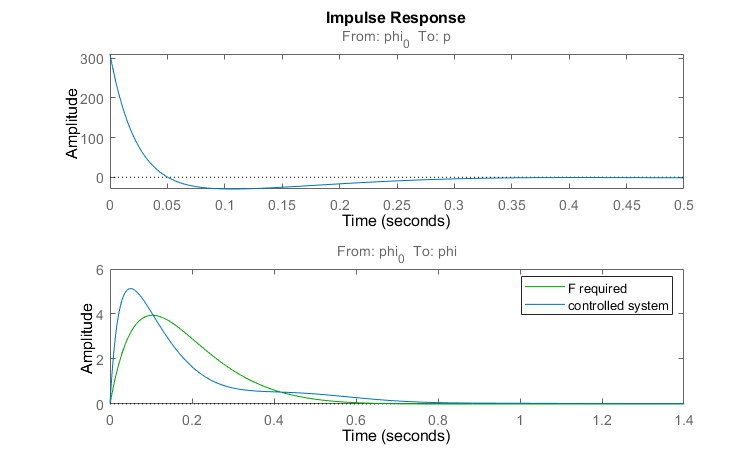 Impulse Response
From: phi0 To: p
300
200
100
0
Amplitude
0 0.05 0.1 0.15 0.2 0.25 0.3 0.35 0.4 0.45 0.5
Time (seconds)
From: phi0 To: phi
6
4
2
0
Amplitude
F required
controlled system
0 0.2 0.4 0.6 0.8 1 1.2 1.4
Time (seconds)